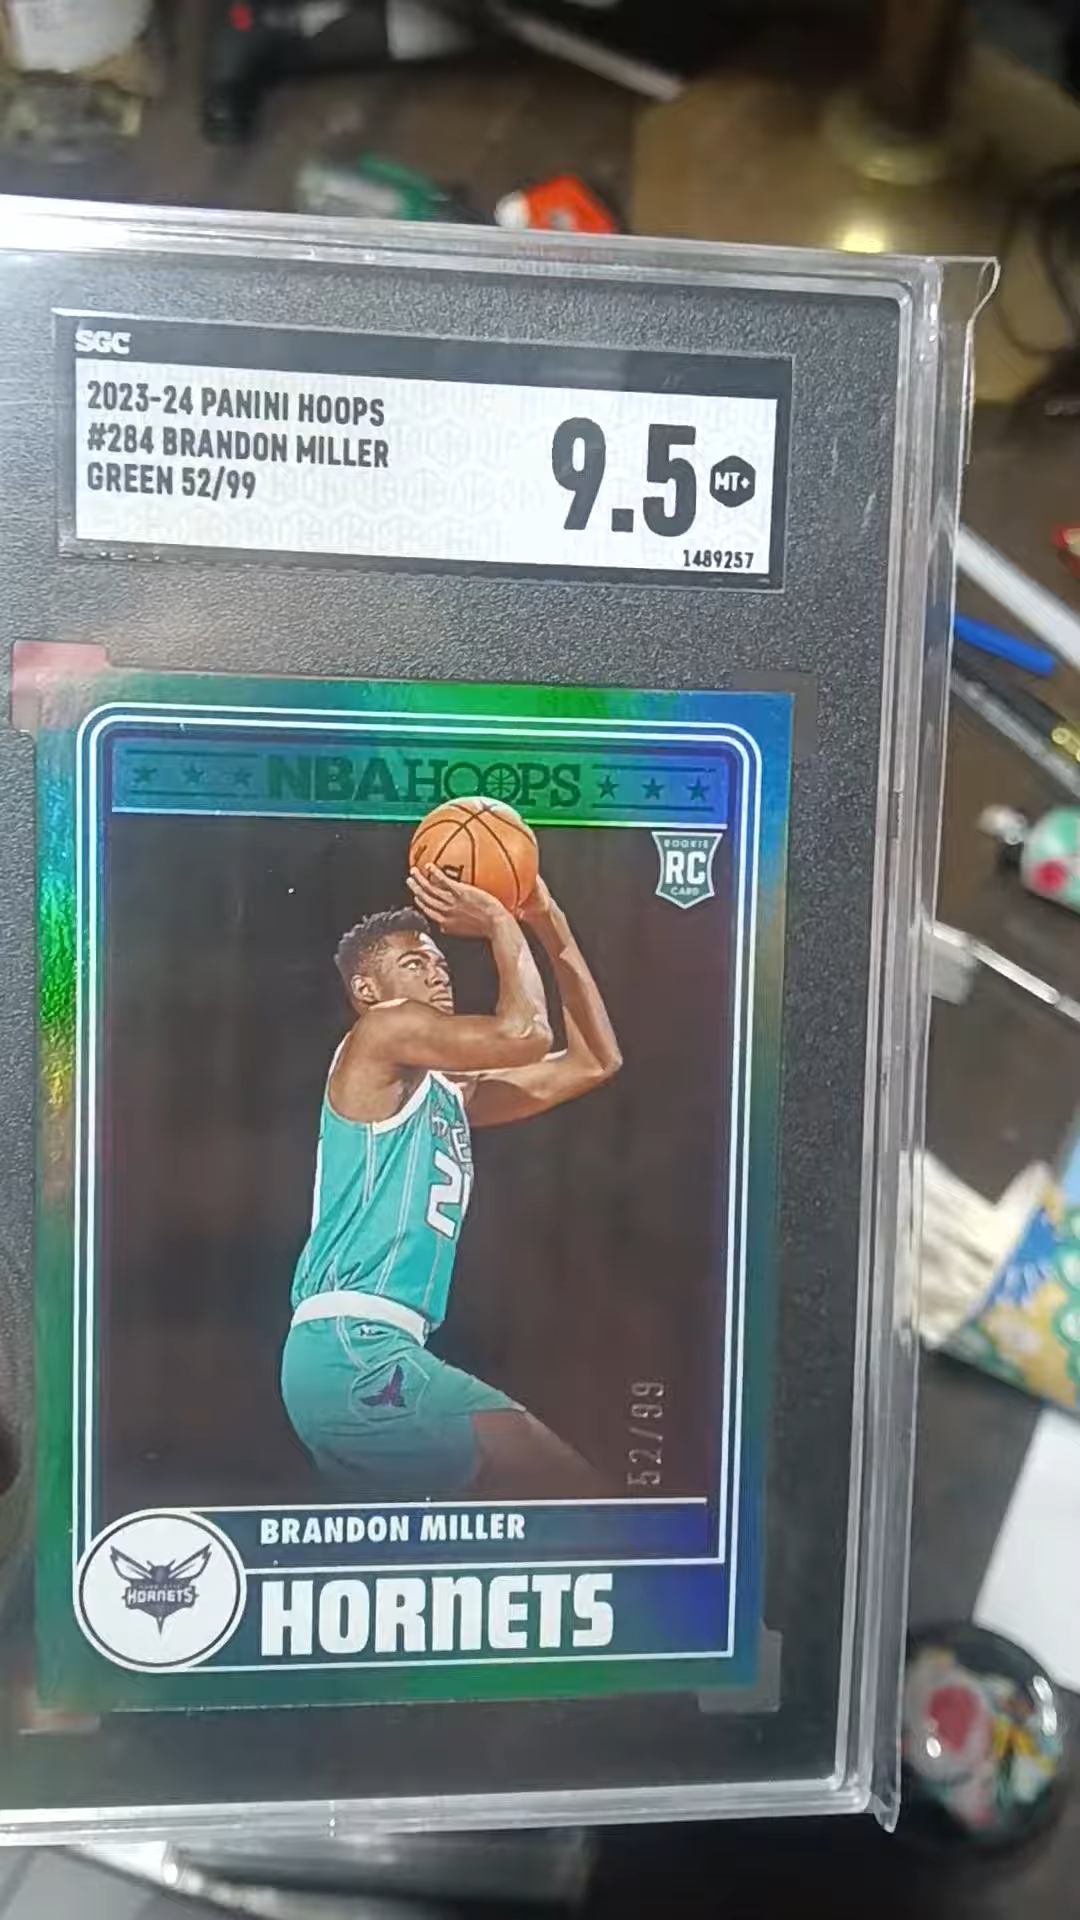 SGC
2023-24 PANINI HOOPS
#284 BRANDON MILLER
GREEN 52/99
9.5 MT+
1489257
NBA HOOPS
ROOKIE
RC
CARD
2
52/99
BRANDON MILLER
HORNETS
HORNETS